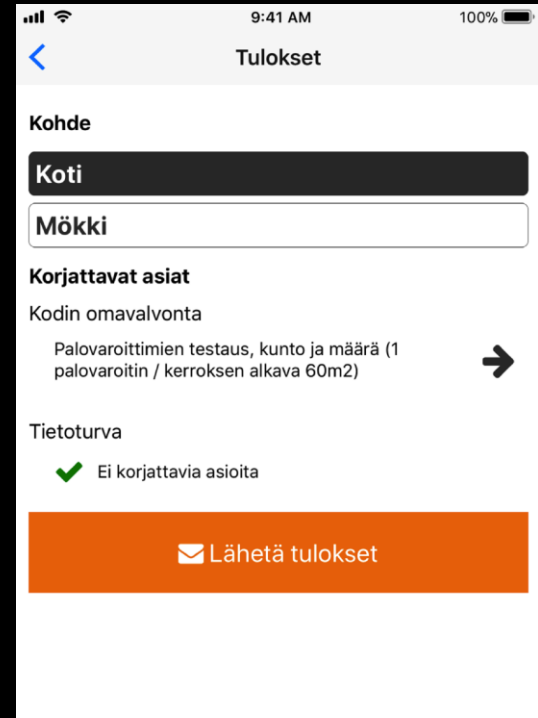 9:41 AM
100%
Tulokset
Kohde
Koti
Mökki
Korjattavat asiat
Kodin omavalvonta
Palovaroittimien testaus, kunto ja määrä (1
palovaroitin / kerroksen alkava 60m2)
Tietoturva
Ei korjattavia asioita
Lähetä tulokset